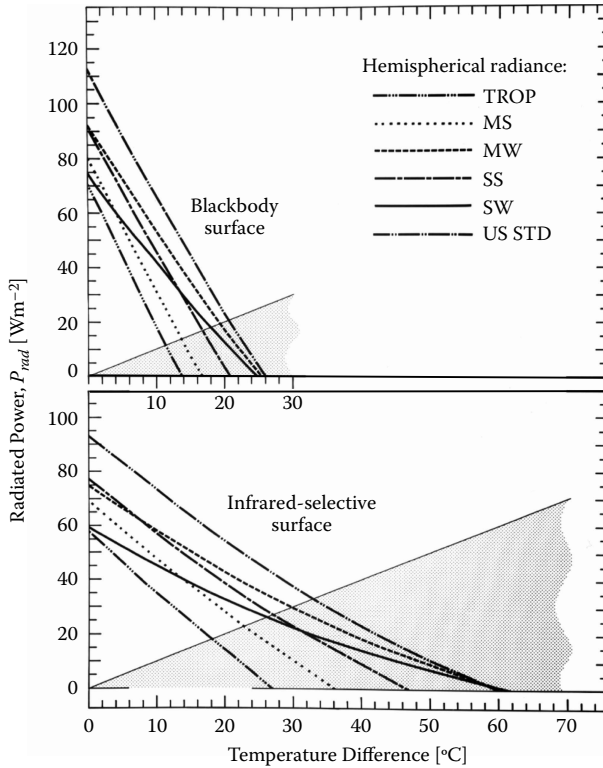 Radiated Power, P_rad [Wm⁻²]
120
100
80
60
40
20
0
Hemispherical radiance:
TROP
MS
MW
SS
SW
US STD
Blackbody
surface
10
20
30
100
80
60
40
20
0
Infrared-selective
surface
0
10
20
30
40
50
60
70
Temperature Difference [°C]